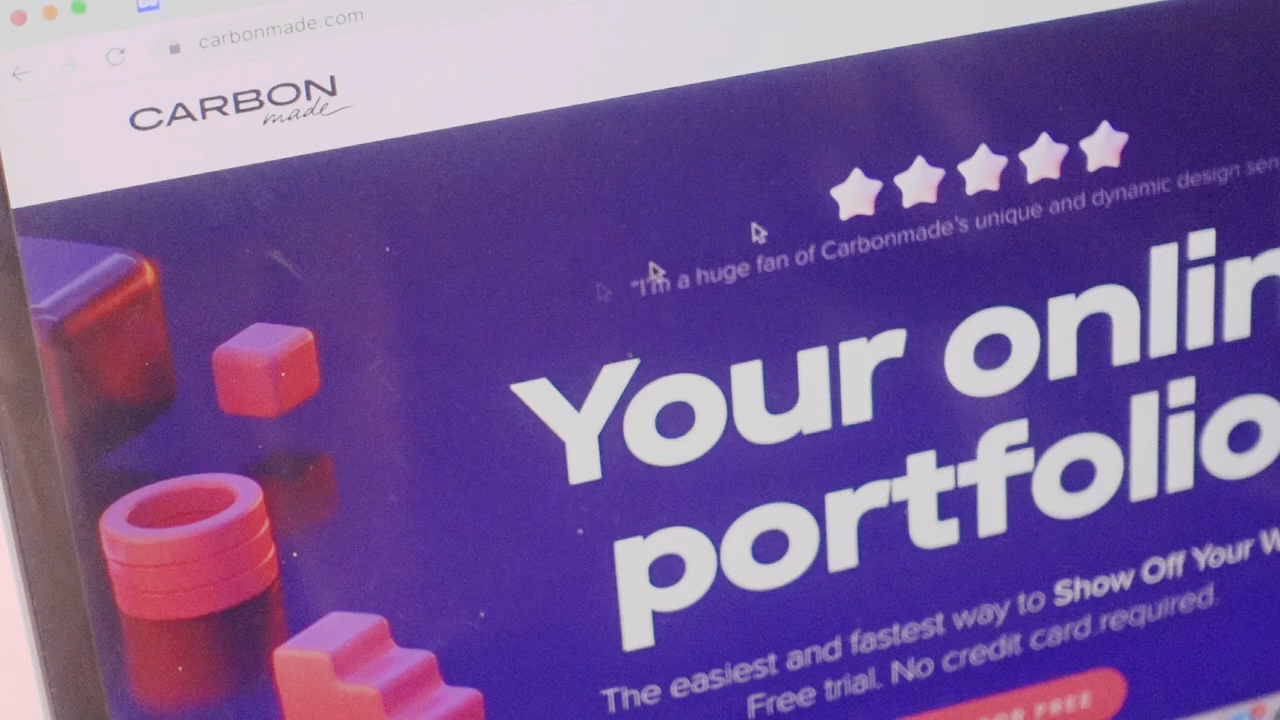 carbonmade.com
CARBON
made
"I'm a huge fan of Carbonmade's unique and dynamic design
Your
portfolio
The easiest and fastest way to Show Off Your
Free trial. No credit card required.
FREE